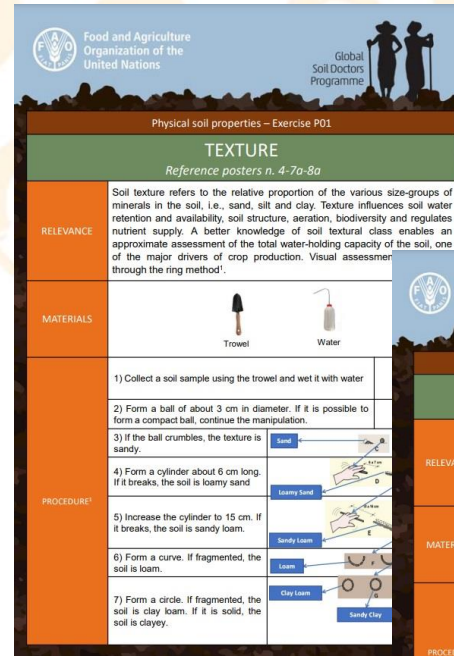 Food and Agriculture
Organization of the
United Nations
Global
Soil Doctors
Programme
Physical soil properties – Exercise P01
TEXTURE
Reference posters n. 4-7a-8a
RELEVANCE
Soil texture refers to the relative proportion of the various size-groups of
minerals in the soil, i.e., sand, silt and clay. Texture influences soil water
retention and availability, soil structure, aeration, biodiversity and regulates
nutrient supply. A better knowledge of soil textural class enables an
approximate assessment of the total water-holding capacity of the soil, one
of the major drivers of crop production. Visual assessmen
through the ring method¹.
MATERIALS
Trowel
Water
PROCEDURE¹
1) Collect a soil sample using the trowel and wet it with water
2) Form a ball of about 3 cm in diameter. If it is possible to
form a compact ball, continue the manipulation.
3) If the ball crumbles, the texture is
sandy.
Sand
C
4) Form a cylinder about 6 cm long.
If it breaks, the soil is loamy sand
Loamy Sand
D
5) Increase the cylinder to 15 cm. If
it breaks, the soil is sandy loam.
Sandy Loam
E
6) Form a curve. If fragmented, the
soil is loam.
Loam
F
7) Form a circle. If fragmented, the
soil is clay loam. If it is solid, the
soil is clayey.
Clay Loam
G
Sandy Clay
RELEVA
MATER
PROCE